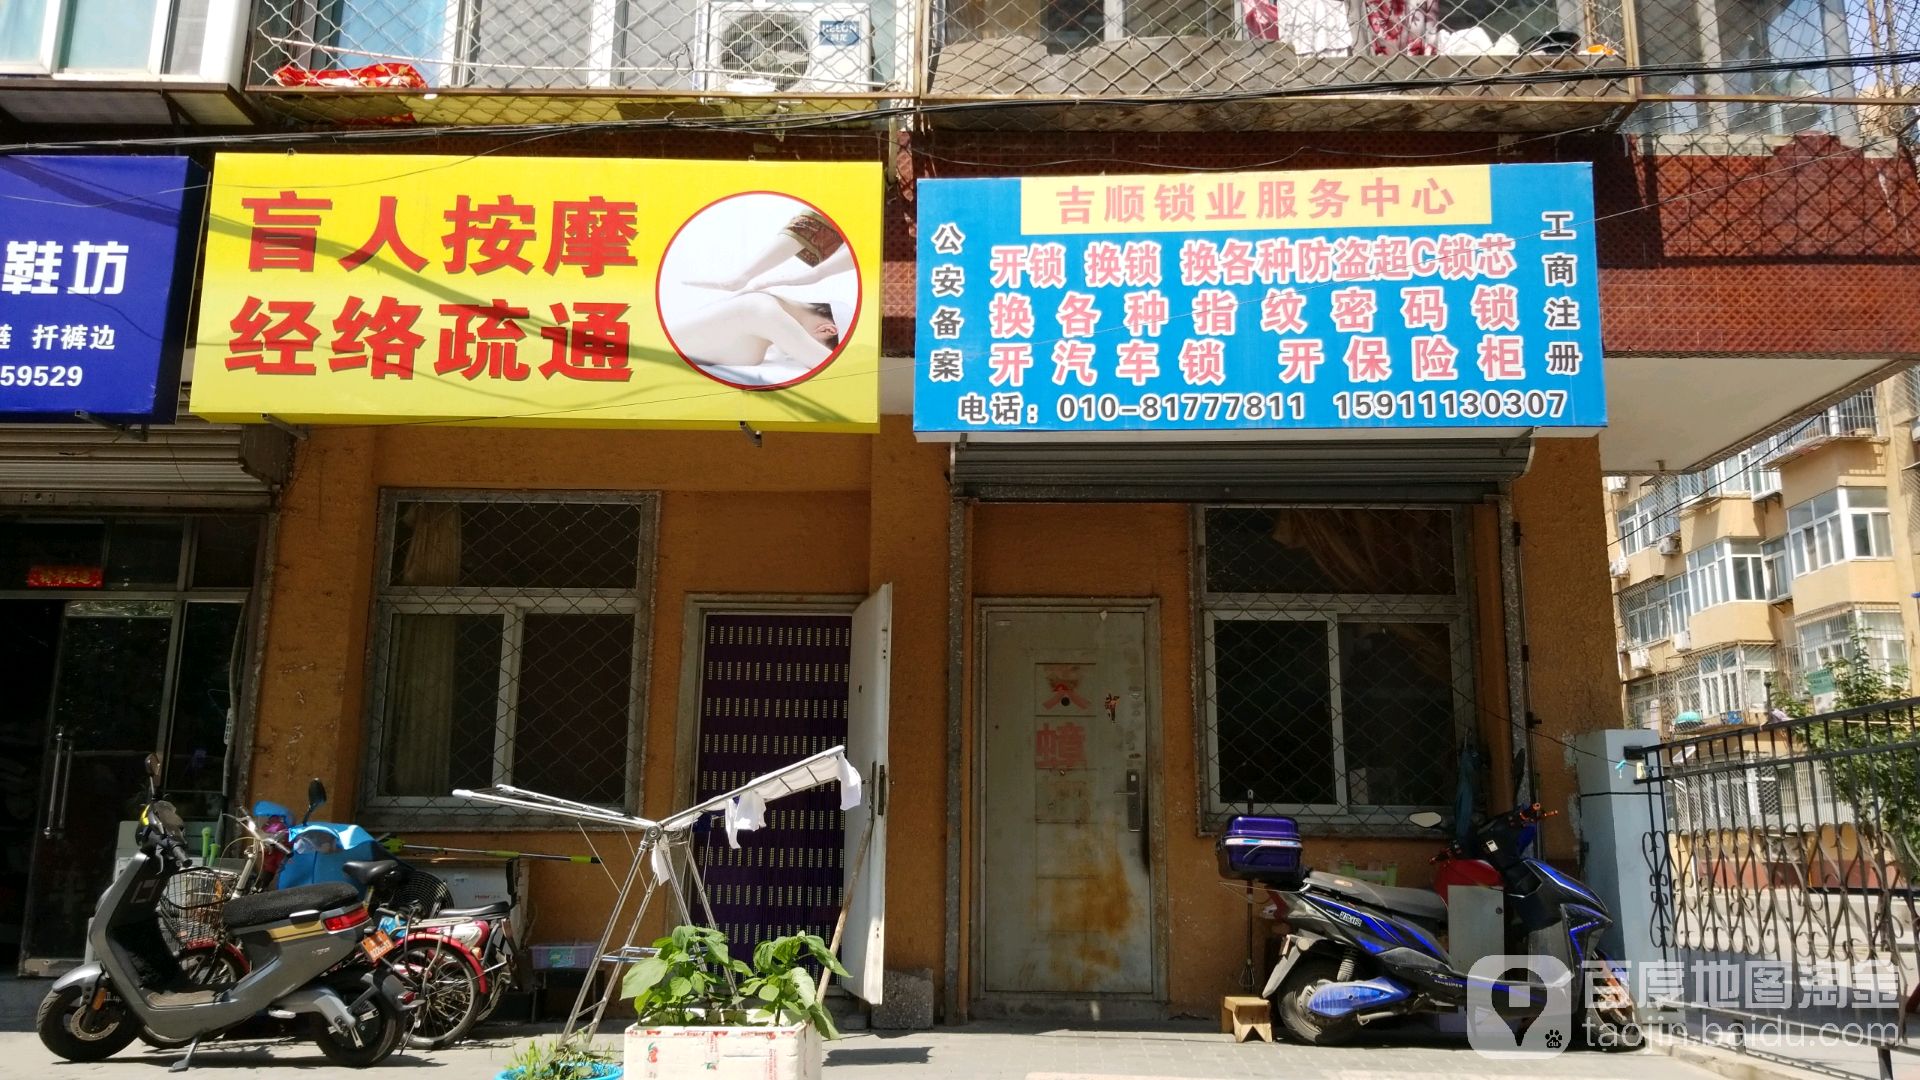 鞋坊
扦裤边
59529
盲人按摩
经络疏通
吉顺锁业服务中心
公安备案
开锁 换锁 换各种防盗超C锁芯
换各种指纹密码锁
开汽车锁 开保险柜
工商注册
电话：010-81777811 15911130307
KELON
蟑
Haier
百度地图淘金
taojin.baidu.com